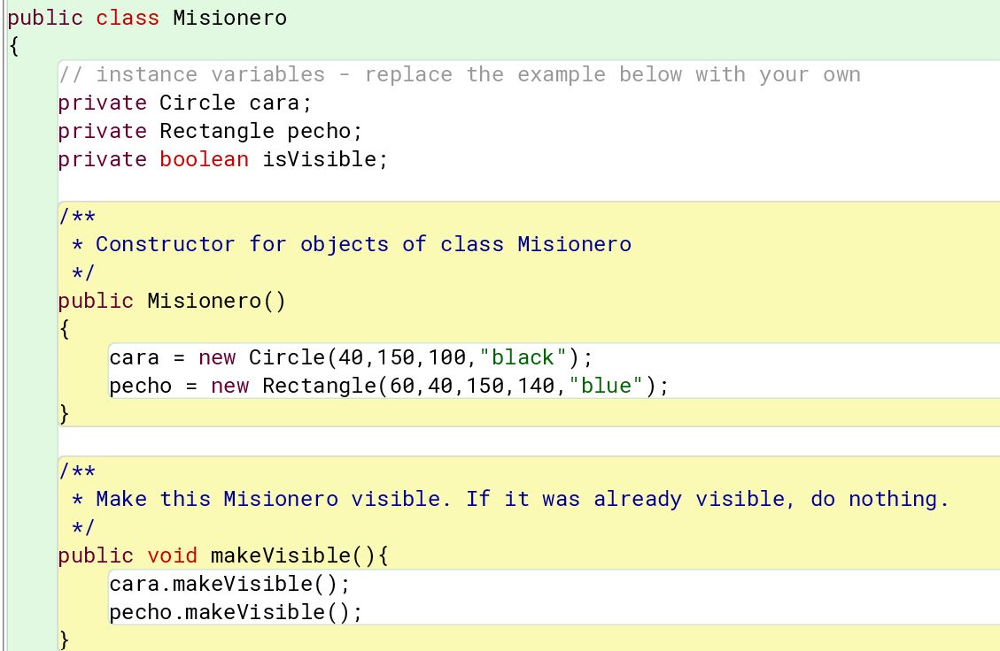 public class Misionero
{
    // instance variables - replace the example below with your own
    private Circle cara;
    private Rectangle pecho;
    private boolean isVisible;

    /**
     * Constructor for objects of class Misionero
     */
    public Misionero()
    {
        cara = new Circle(40,150,100,"black");
        pecho = new Rectangle(60,40,150,140,"blue");
    }

    /**
     * Make this Misionero visible. If it was already visible, do nothing.
     */
    public void makeVisible(){
        cara.makeVisible();
        pecho.makeVisible();
    }